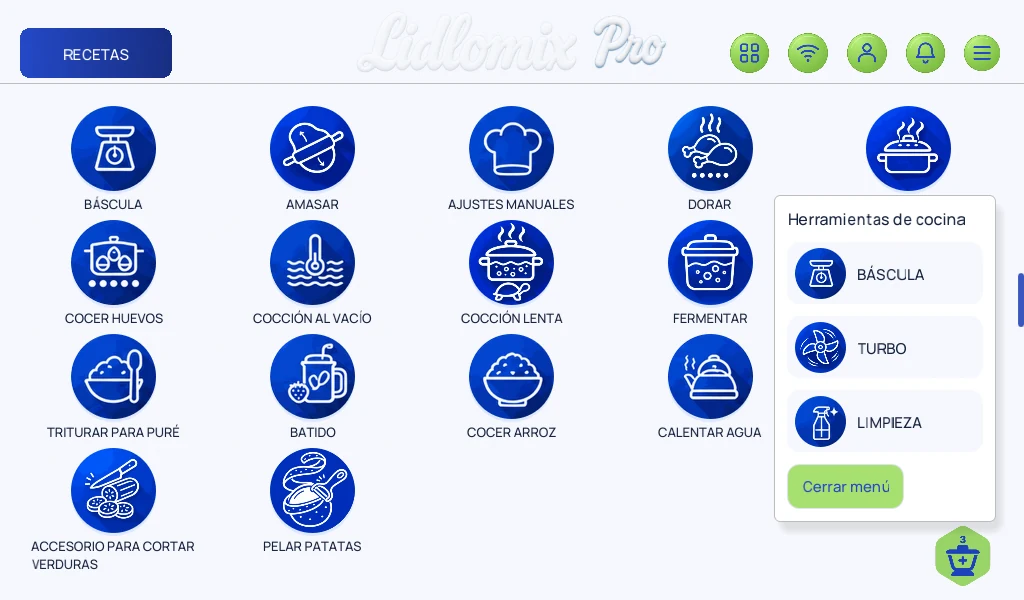 RECETAS
Lidlomix Pro
BÁSCULA
AMASAR
AJUSTES MANUALES
DORAR
COCER HUEVOS
COCCIÓN AL VACÍO
COCCIÓN LENTA
FERMENTAR
TRITURAR PARA PURÉ
BATIDO
COCER ARROZ
CALENTAR AGUA
ACCESORIO PARA CORTAR
VERDURAS
PELAR PATATAS
Herramientas de cocina
BÁSCULA
TURBO
LIMPIEZA
Cerrar menú
3